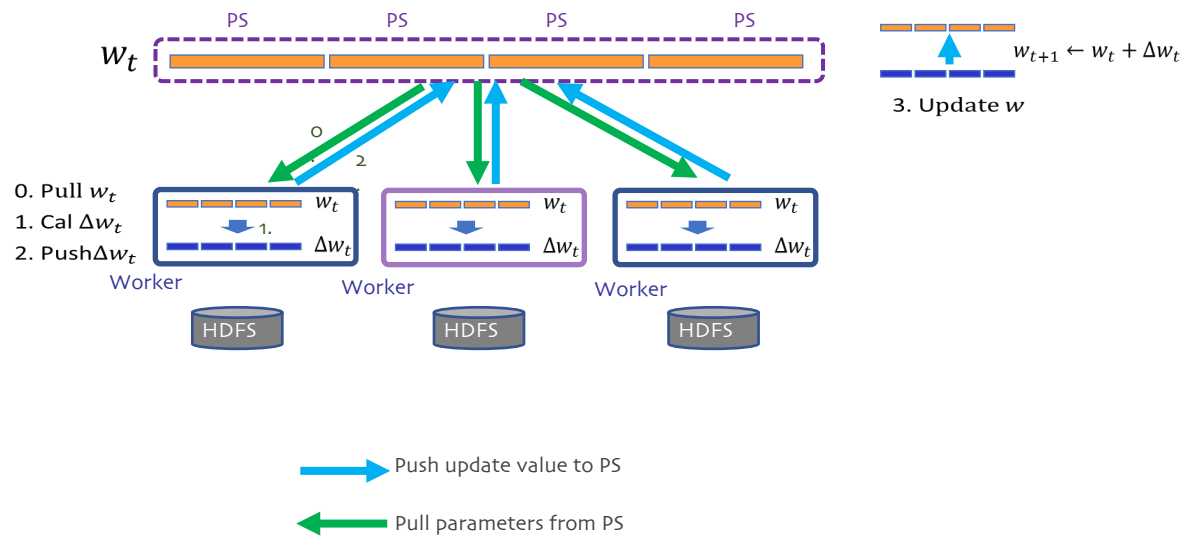 PS PS PS PS
w_t
w_{t+1} ← w_t + Δw_t
3. Update w
0.
2.
0. Pull w_t
1. Cal Δw_t
2. PushΔw_t
w_t w_t w_t
1.
Δw_t Δw_t Δw_t
Worker Worker Worker
HDFS HDFS HDFS
Push update value to PS
Pull parameters from PS